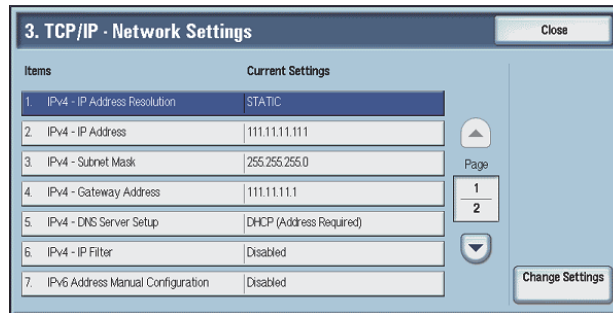 3. TCP/IP - Network Settings
Close
Items Current Settings
1. IPv4 - IP Address Resolution STATIC
2. IPv4 - IP Address 111.11.11.111
3. IPv4 - Subnet Mask 255.255.255.0
4. IPv4 - Gateway Address 111.11.11.1
5. IPv4 - DNS Server Setup DHCP (Address Required)
6. IPv4 - IP Filter Disabled
7. IPv6 Address Manual Configuration Disabled
Page
1
2
Change Settings